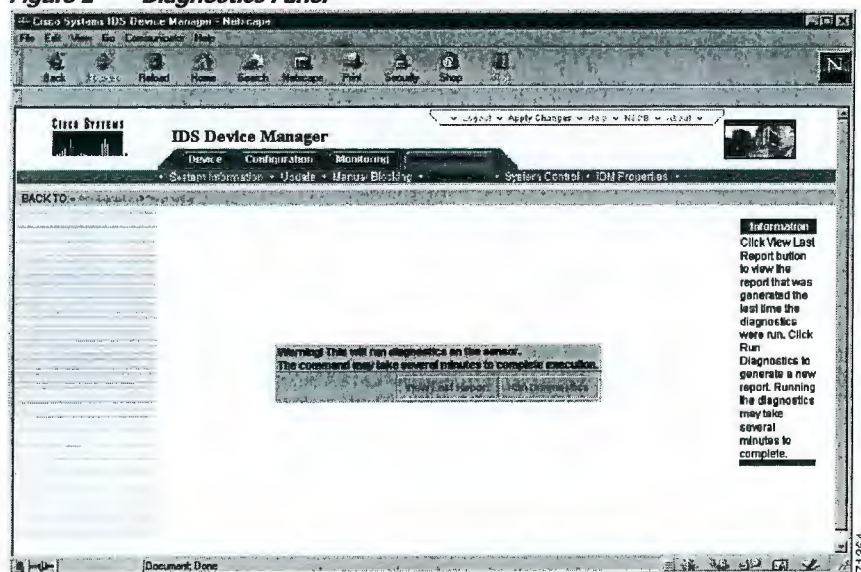 Figure 2 Diagnostics Panel
Cisco Systems IDS Device Manager - Netscape
File Edit View Go Communicator Help
Back Reload Home Search Netscape Print Security Shop
N
Logout Apply Changes Help NSDB About
CISCO SYSTEMS
IDS Device Manager
Device Configuration Monitoring
• System Information • Update • Manual Blocking • • System Control • IDM Properties •
BACK TO:
Warning! This will run diagnostics on the sensor.
The command may take several minutes to complete execution.
View Last Report Run Diagnostics
Information
Click View Last
Report button
to view the
report that was
generated the
last time the
diagnostics
were run. Click
Run
Diagnostics to
generate a new
report. Running
the diagnostics
may take
several
minutes to
complete.
Document: Done